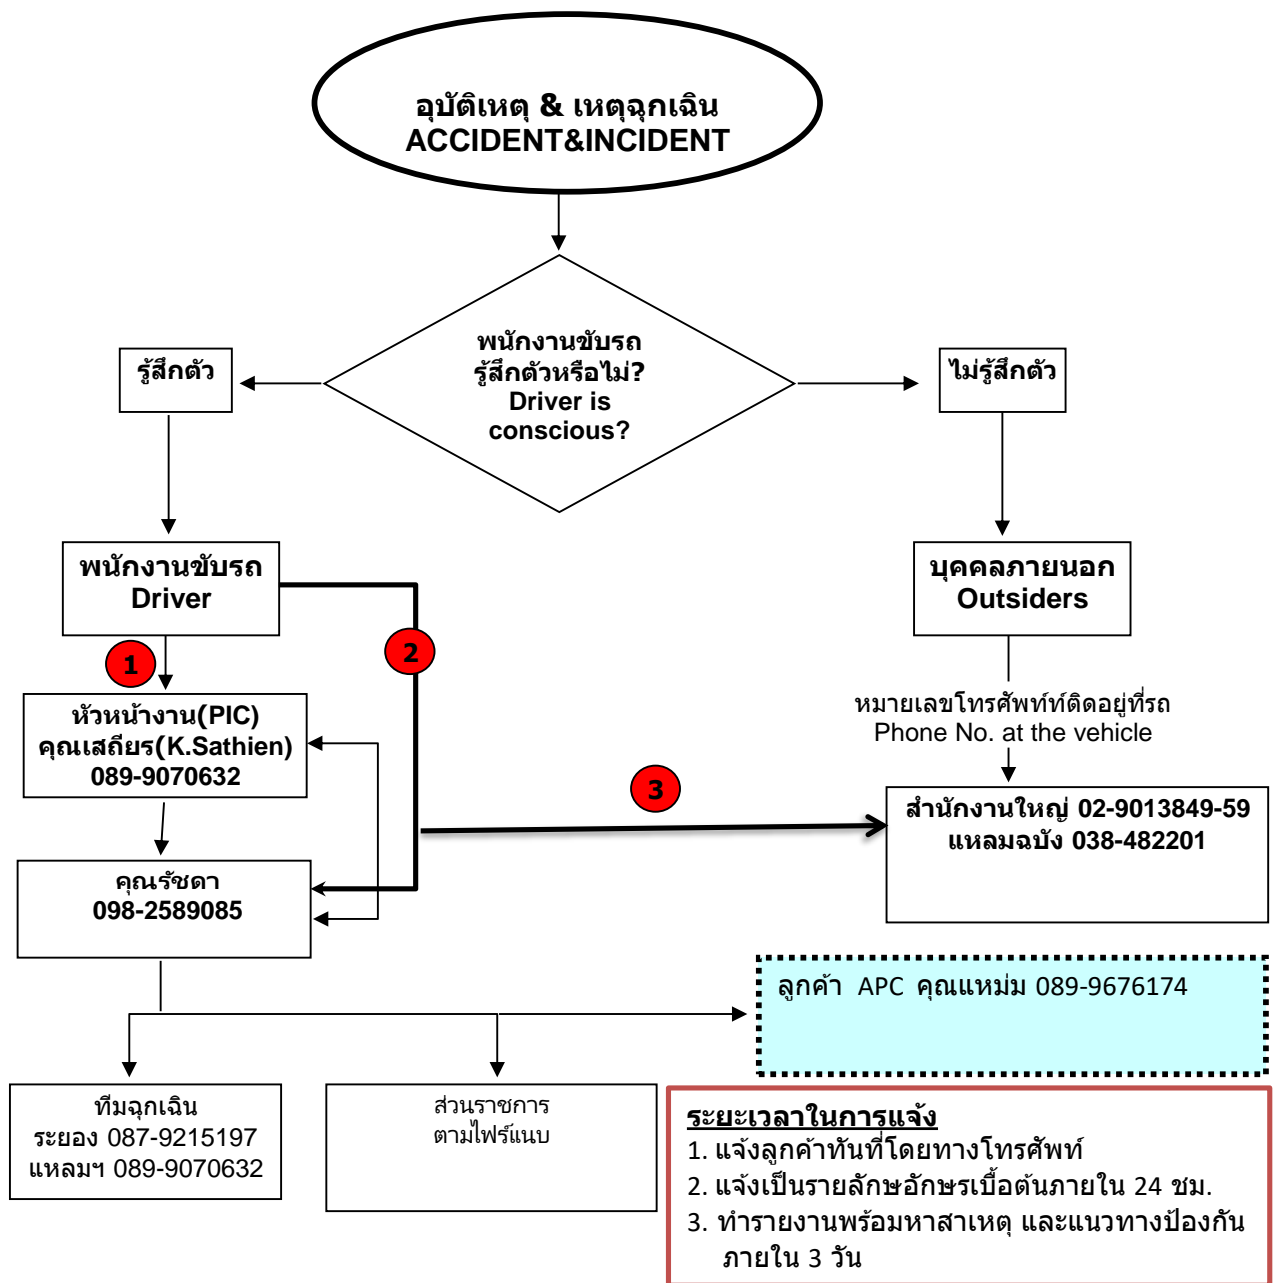 อุบัติเหตุ & เหตุฉุกเฉิน
ACCIDENT&INCIDENT
พนักงานขับรถ
รู้สึกตัวหรือไม่?
Driver is
conscious?
รู้สึกตัว
ไม่รู้สึกตัว
พนักงานขับรถ
Driver
บุคคลภายนอก
Outsiders
1
2
หัวหน้างาน(PIC)
คุณเสถียร(K.Sathien)
089-9070632
หมายเลขโทรศัพท์ท์ติดอยู่ที่รถ
Phone No. at the vehicle
3
สำนักงานใหญ่ 02-9013849-59
แหลมฉบัง 038-482201
คุณรัชดา
098-2589085
ลูกค้า APC คุณแหม่ม 089-9676174
ทีมฉุกเฉิน
ระยอง 087-9215197
แหลมฯ 089-9070632
ส่วนราชการ
ตามไฟร์แนบ
ระยะเวลาในการแจ้ง
1. แจ้งลูกค้าทันที่โดยทางโทรศัพท์
2. แจ้งเป็นรายลักษอักษรเบื้อต้นภายใน 24 ชม.
3. ทำรายงานพร้อมหาสาเหตุ และแนวทางป้องกัน
ภายใน 3 วัน